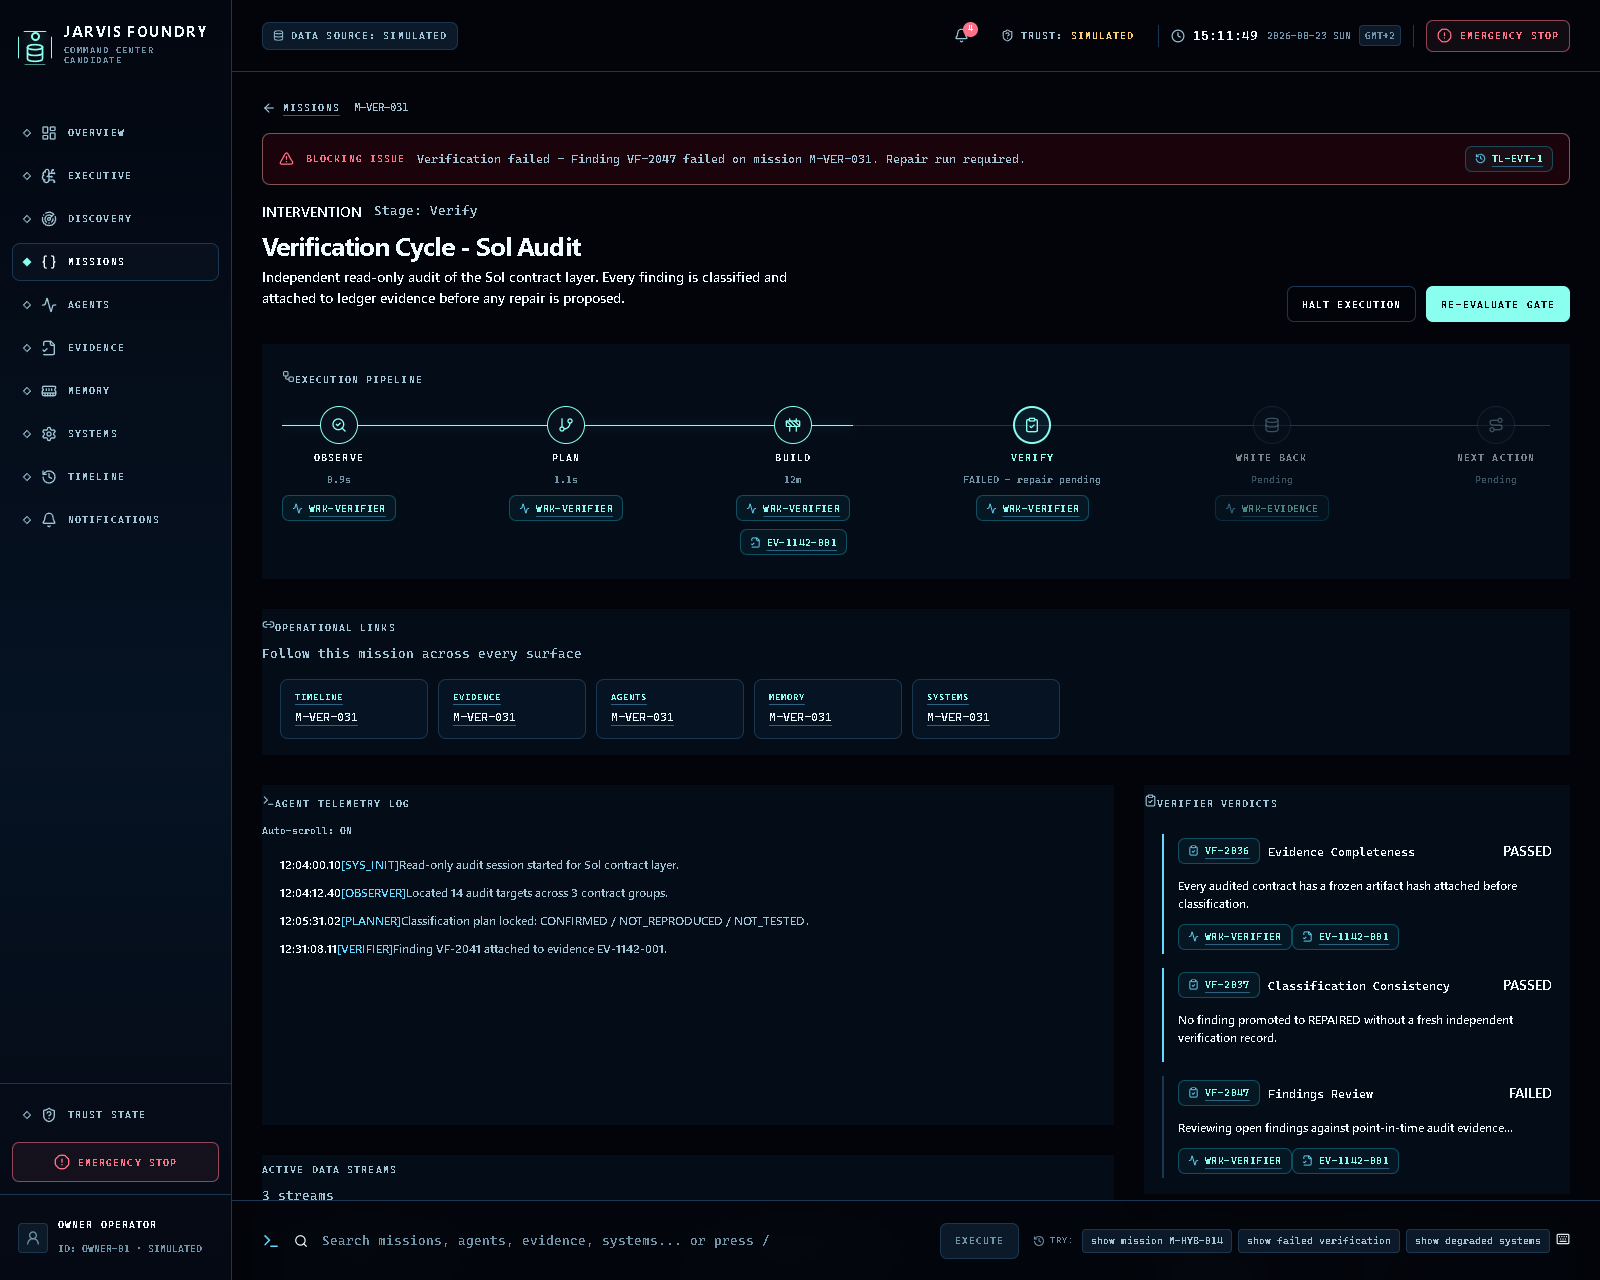 JARVIS FOUNDRY
COMMAND CENTER
CANDIDATE
OVERVIEW
EXECUTIVE
DISCOVERY
MISSIONS
AGENTS
EVIDENCE
MEMORY
SYSTEMS
TIMELINE
NOTIFICATIONS
TRUST STATE
EMERGENCY STOP
OWNER OPERATOR
ID: OWNER-01 • SIMULATED
DATA SOURCE: SIMULATED
4
TRUST: SIMULATED
15:11:49 2026-08-23 SUN GMT+2
EMERGENCY STOP
MISSIONS M-VER-031
BLOCKING ISSUE Verification failed — Finding VF-2047 failed on mission M-VER-031. Repair run required.
TL-EVT-1
INTERVENTION Stage: Verify
Verification Cycle - Sol Audit
Independent read-only audit of the Sol contract layer. Every finding is classified and
attached to ledger evidence before any repair is proposed.
HALT EXECUTION
RE-EVALUATE GATE
EXECUTION PIPELINE
OBSERVE
0.9s
WRK-VERIFIER
PLAN
1.1s
WRK-VERIFIER
BUILD
12m
WRK-VERIFIER
EV-1142-001
VERIFY
FAILED — repair pending
WRK-VERIFIER
WRITE BACK
Pending
WRK-EVIDENCE
NEXT ACTION
Pending
OPERATIONAL LINKS
Follow this mission across every surface
TIMELINE
M-VER-031
EVIDENCE
M-VER-031
AGENTS
M-VER-031
MEMORY
M-VER-031
SYSTEMS
M-VER-031
AGENT TELEMETRY LOG
Auto-scroll: ON
12:04:00.10[SYS_INIT]Read-only audit session started for Sol contract layer.
12:04:12.40[OBSERVER]Located 14 audit targets across 3 contract groups.
12:05:31.02[PLANNER]Classification plan locked: CONFIRMED / NOT_REPRODUCED / NOT_TESTED.
12:31:08.11[VERIFIER]Finding VF-2041 attached to evidence EV-1142-001.
ACTIVE DATA STREAMS
3 streams
VERIFIER VERDICTS
VF-2036 Evidence Completeness PASSED
Every audited contract has a frozen artifact hash attached before
classification.
WRK-VERIFIER EV-1142-001
VF-2037 Classification Consistency PASSED
No finding promoted to REPAIRED without a fresh independent
verification record.
VF-2047 Findings Review FAILED
Reviewing open findings against point-in-time audit evidence...
WRK-VERIFIER EV-1142-001
Search missions, agents, evidence, systems... or press /
EXECUTE
TRY:
show mission M-HYB-014
show failed verification
show degraded systems